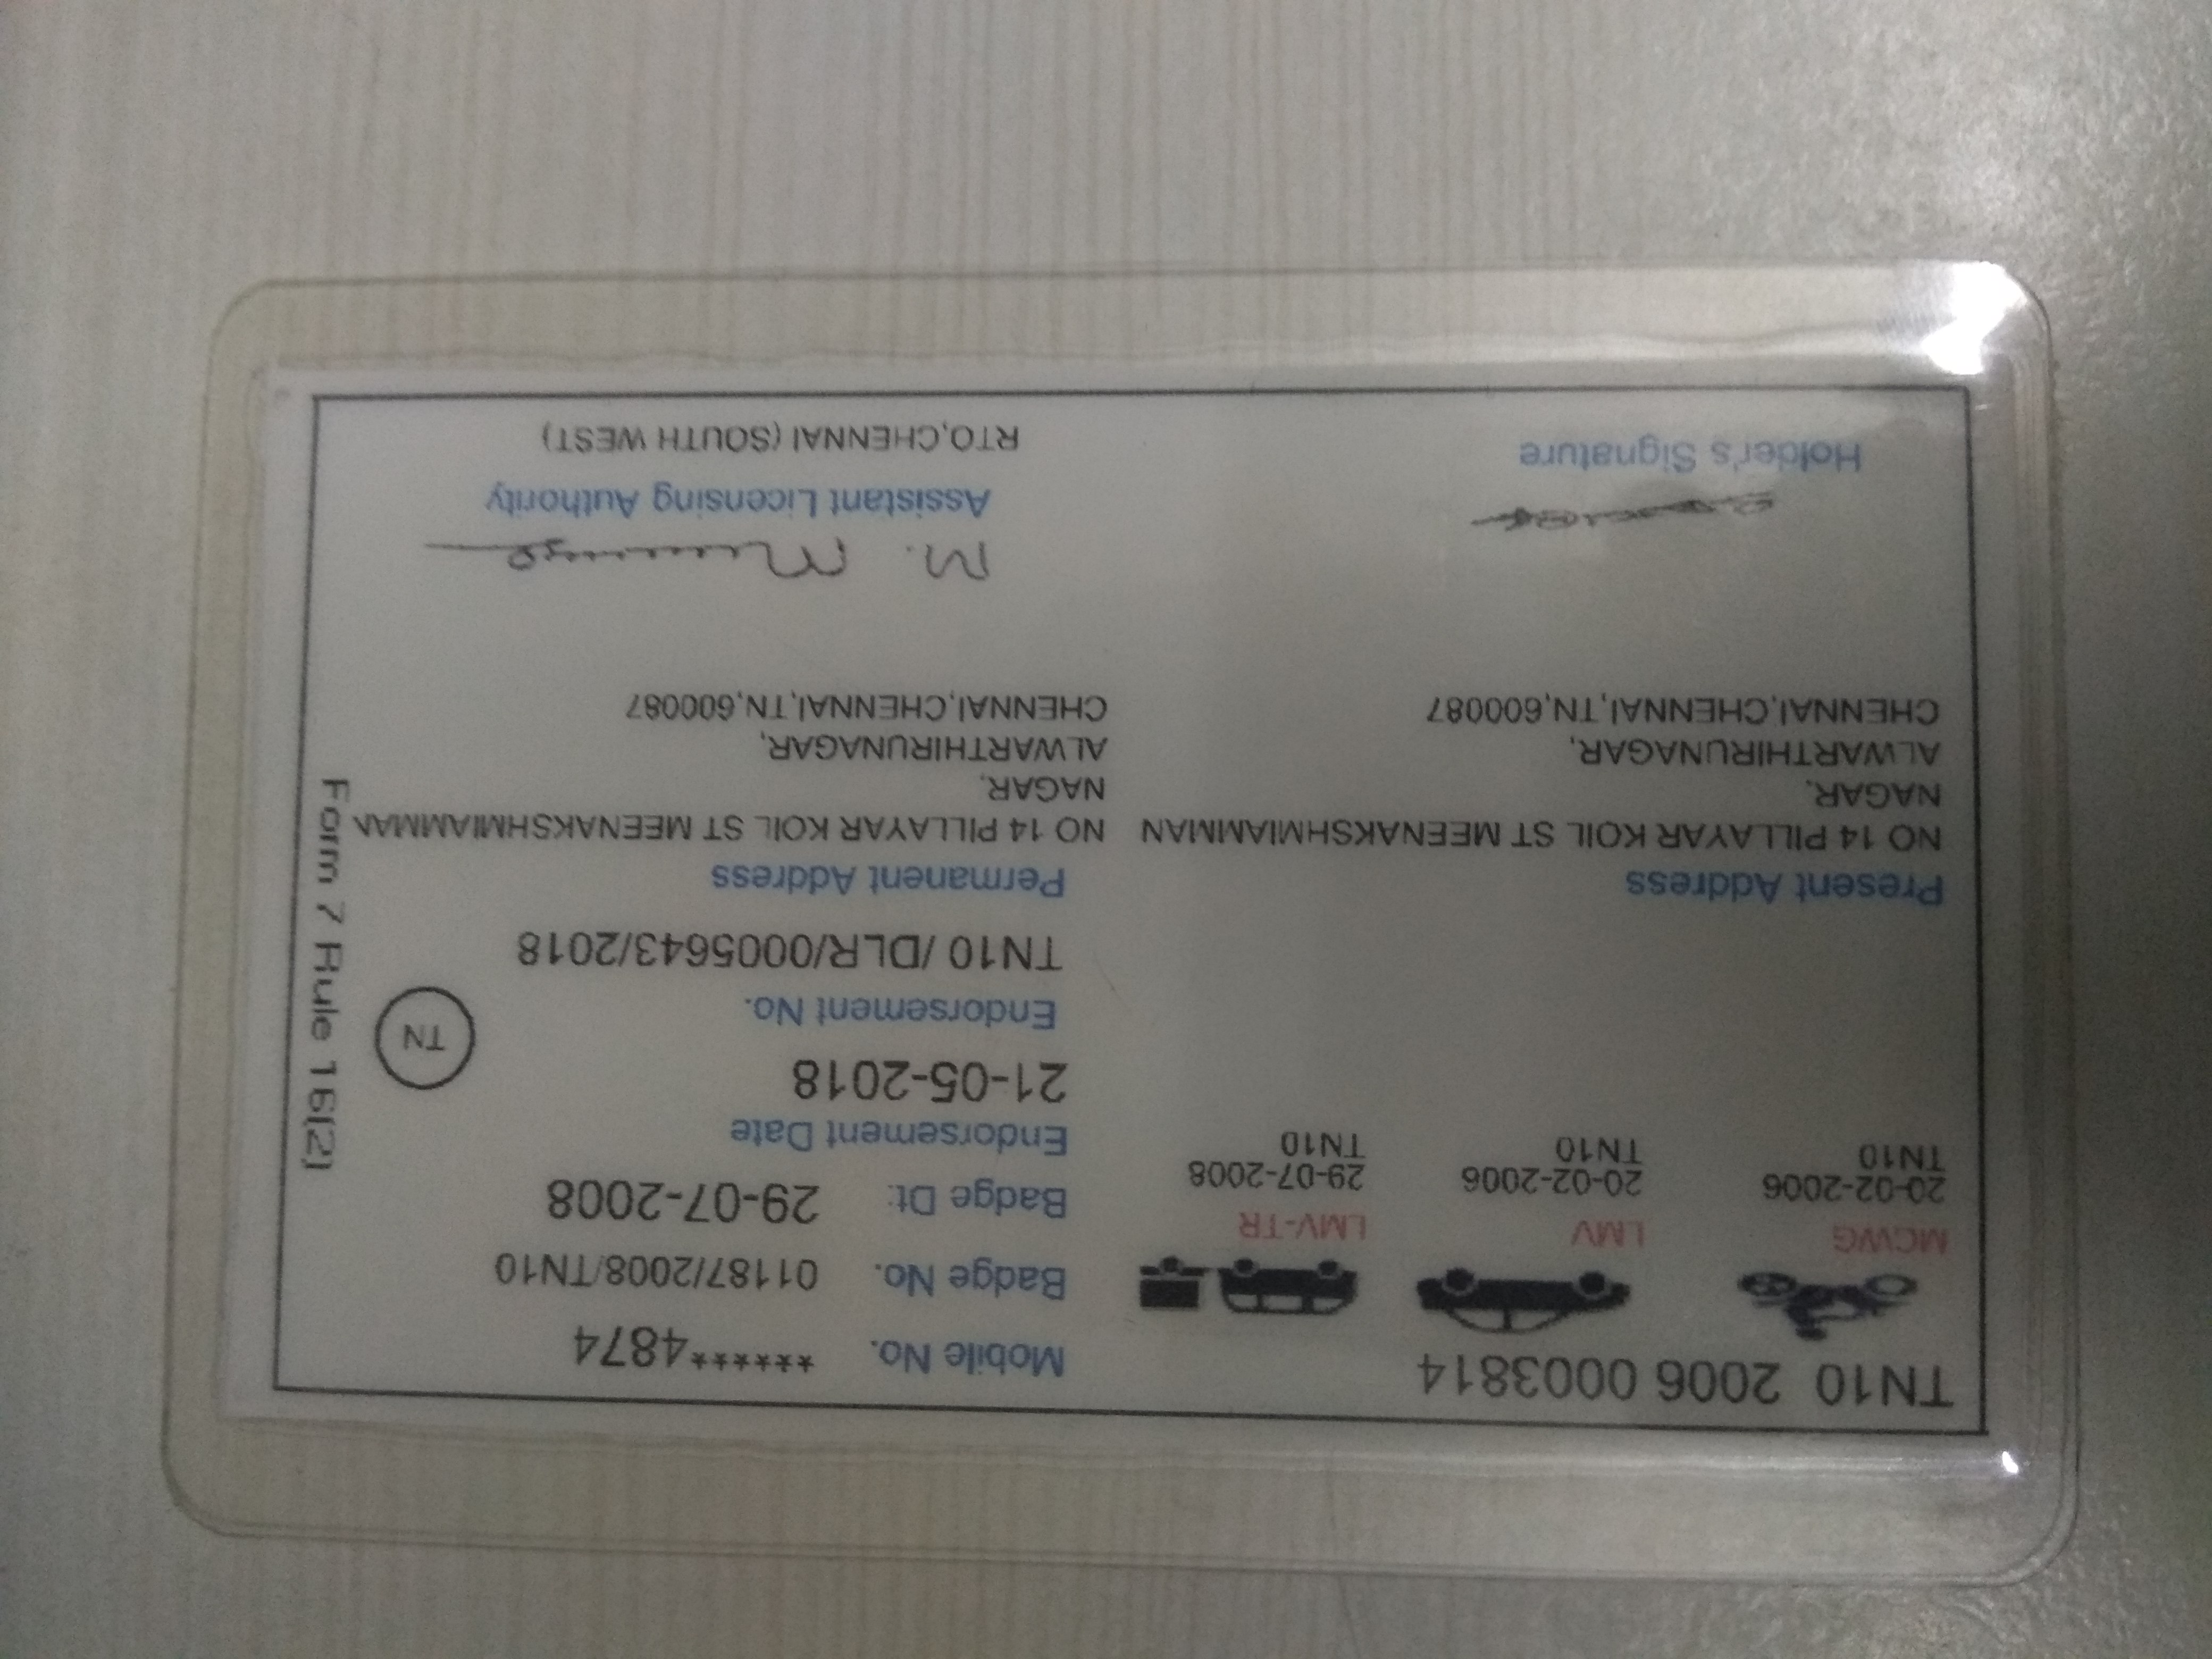 TN10 2006 0003814
MCWG
20-02-2006
TN10
LMV
20-02-2006
TN10
LMV-TR
29-07-2008
TN10
Mobile No. ******4874
Badge No. 01187/2008/TN10
Badge Dt: 29-07-2008
Endorsement Date
21-05-2018
Endorsement No.
TN10 /DLR/0005643/2018
TN
Form 7 Rule 16(2)
Present Address
NO 14 PILLAYAR KOIL ST MEENAKSHMIAMMAN
NAGAR,
ALWARTHIRUNAGAR,
CHENNAI,CHENNAI,TN,600087
Permanent Address
NO 14 PILLAYAR KOIL ST MEENAKSHMIAMMAN
NAGAR,
ALWARTHIRUNAGAR,
CHENNAI,CHENNAI,TN,600087
Holder's Signature
M.
Assistant Licensing Authority
RTO,CHENNAI (SOUTH WEST)